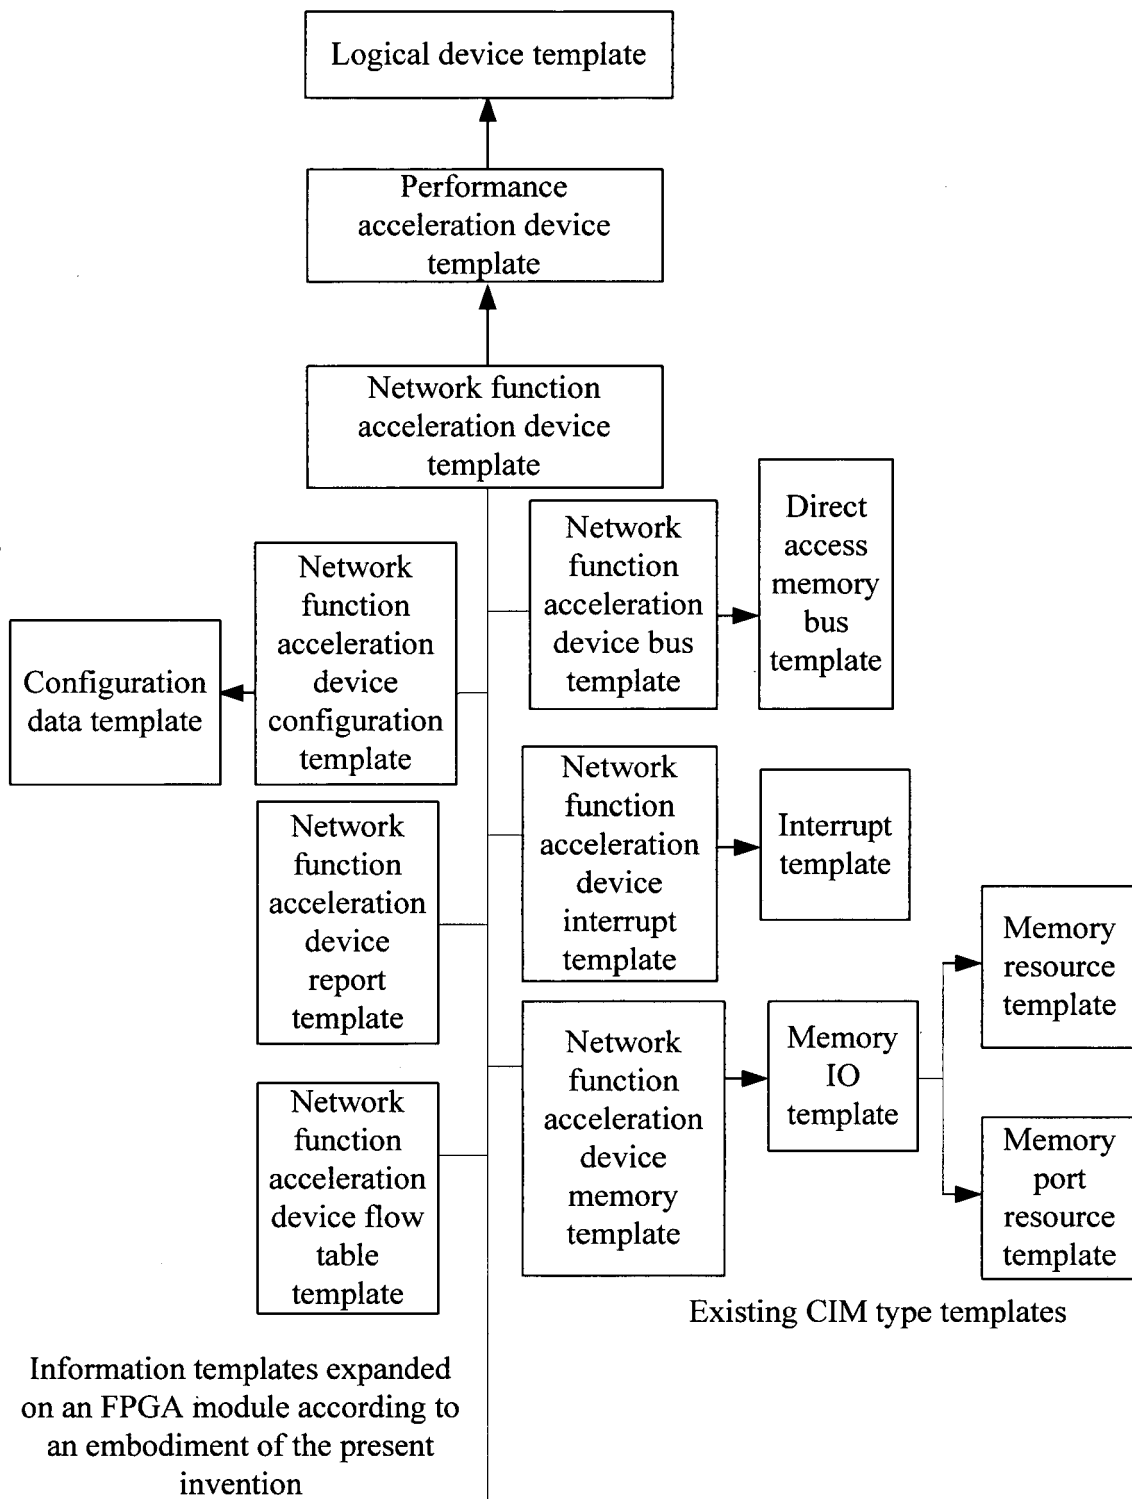 Logical device template
Performance
acceleration device
template
Network function
acceleration device
template
Network
function
acceleration
device bus
template
Direct
access
memory
bus
template
Network
function
acceleration
device
configuration
template
Configuration
data template
Network
function
acceleration
device
interrupt
template
Interrupt
template
Network
function
acceleration
device
report
template
Memory
resource
template
Network
function
acceleration
device
memory
template
Memory
IO
template
Network
function
acceleration
device flow
table
template
Memory
port
resource
template
Existing CIM type templates
Information templates expanded
on an FPGA module according to
an embodiment of the present
invention